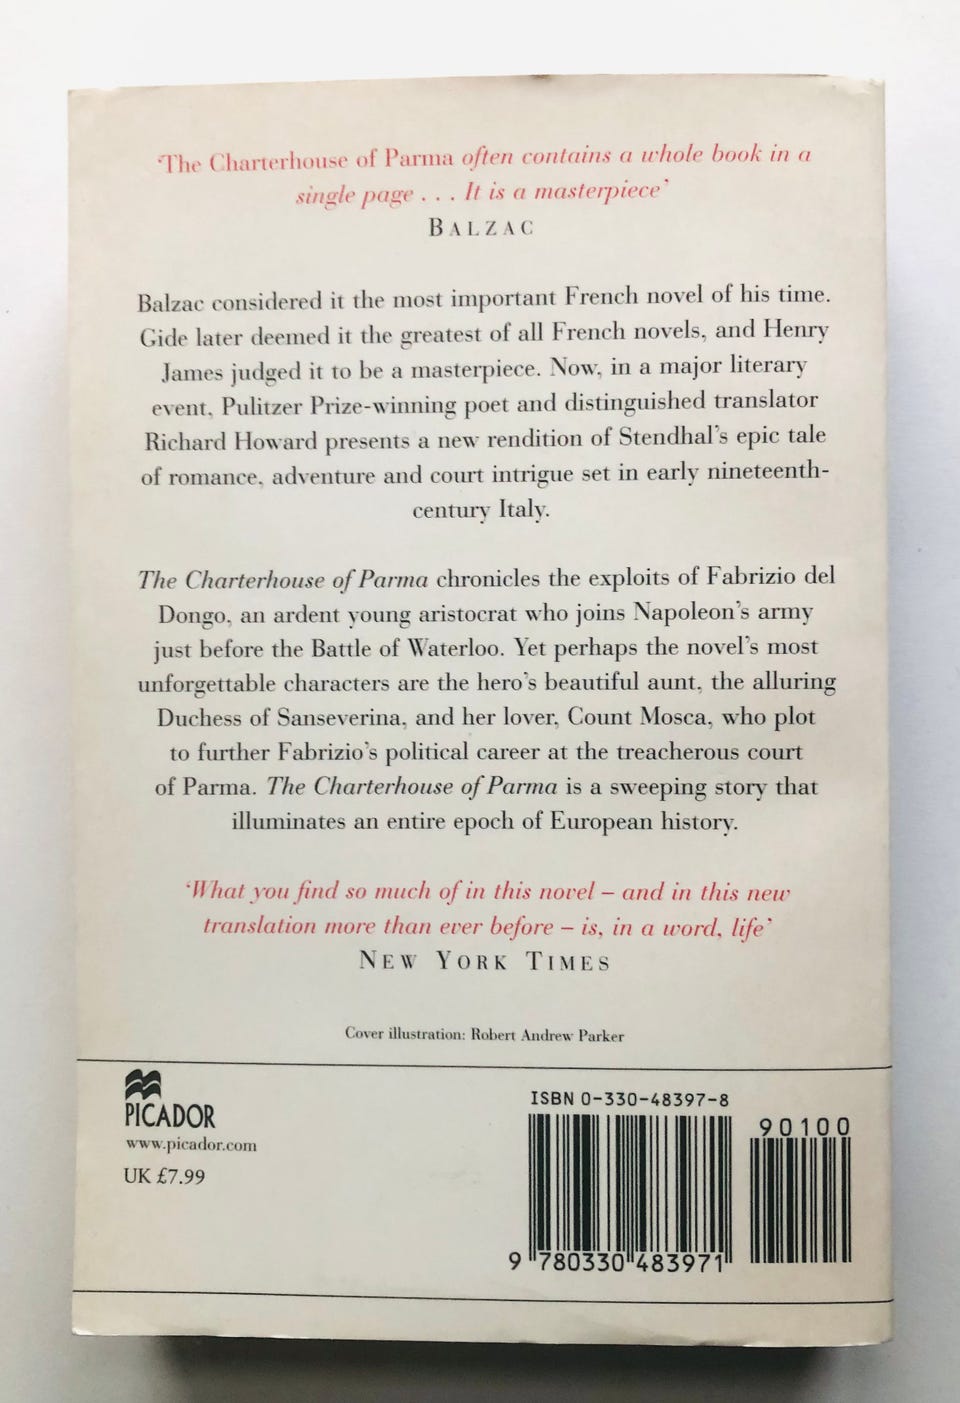 ‘The Charterhouse of Parma often contains a whole book in a
single page . . . It is a masterpiece’
BALZAC
Balzac considered it the most important French novel of his time.
Gide later deemed it the greatest of all French novels, and Henry
James judged it to be a masterpiece. Now, in a major literary
event, Pulitzer Prize-winning poet and distinguished translator
Richard Howard presents a new rendition of Stendhal’s epic tale
of romance, adventure and court intrigue set in early nineteenth-
century Italy.
The Charterhouse of Parma chronicles the exploits of Fabrizio del
Dongo, an ardent young aristocrat who joins Napoleon’s army
just before the Battle of Waterloo. Yet perhaps the novel’s most
unforgettable characters are the hero’s beautiful aunt, the alluring
Duchess of Sanseverina, and her lover, Count Mosca, who plot
to further Fabrizio’s political career at the treacherous court
of Parma. The Charterhouse of Parma is a sweeping story that
illuminates an entire epoch of European history.
‘What you find so much of in this novel – and in this new
translation more than ever before – is, in a word, life’
NEW YORK TIMES
Cover illustration: Robert Andrew Parker
PICADOR
www.picador.com
UK £7.99
ISBN 0-330-48397-8
90100
9 780330 483971